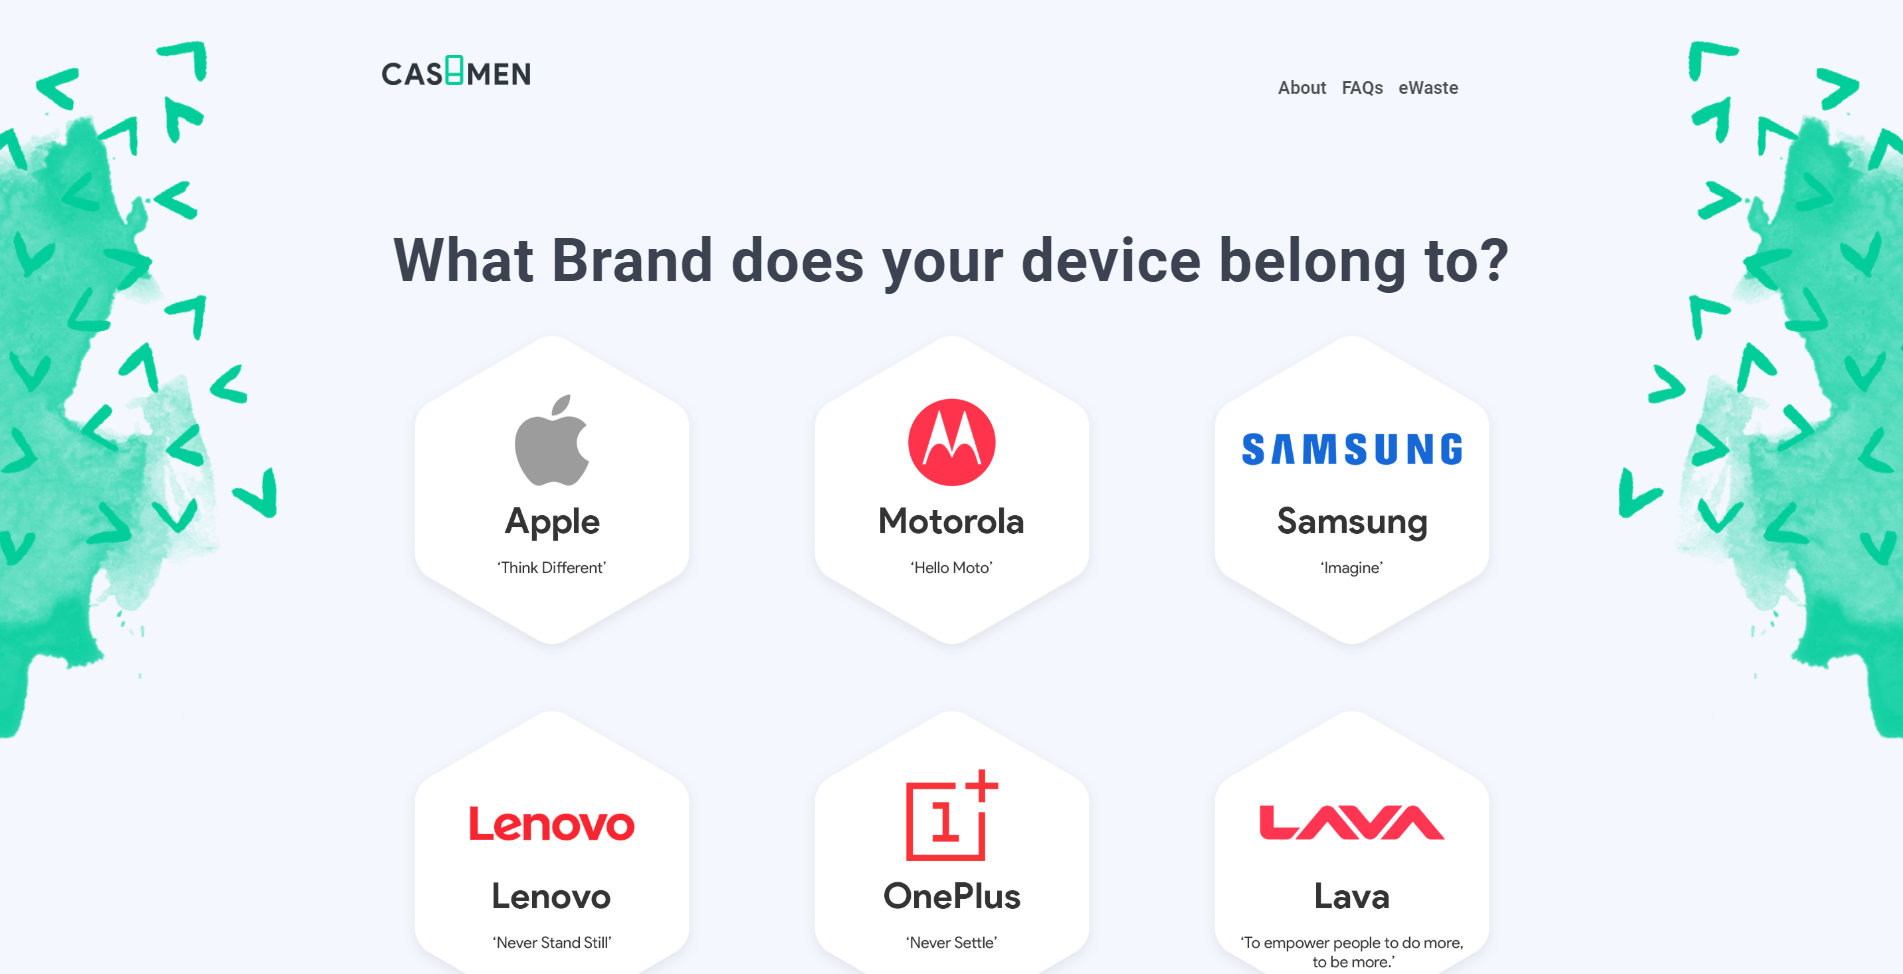 CASHMEN
About FAQs eWaste
What Brand does your device belong to?
SAMSUNG
Apple
Motorola
Samsung
‘Think Different’
‘Hello Moto’
‘Imagine’
Lenovo
1+
LAVA
Lenovo
OnePlus
Lava
‘Never Stand Still’
‘Never Settle’
‘To empower people to do more,
to be more.’